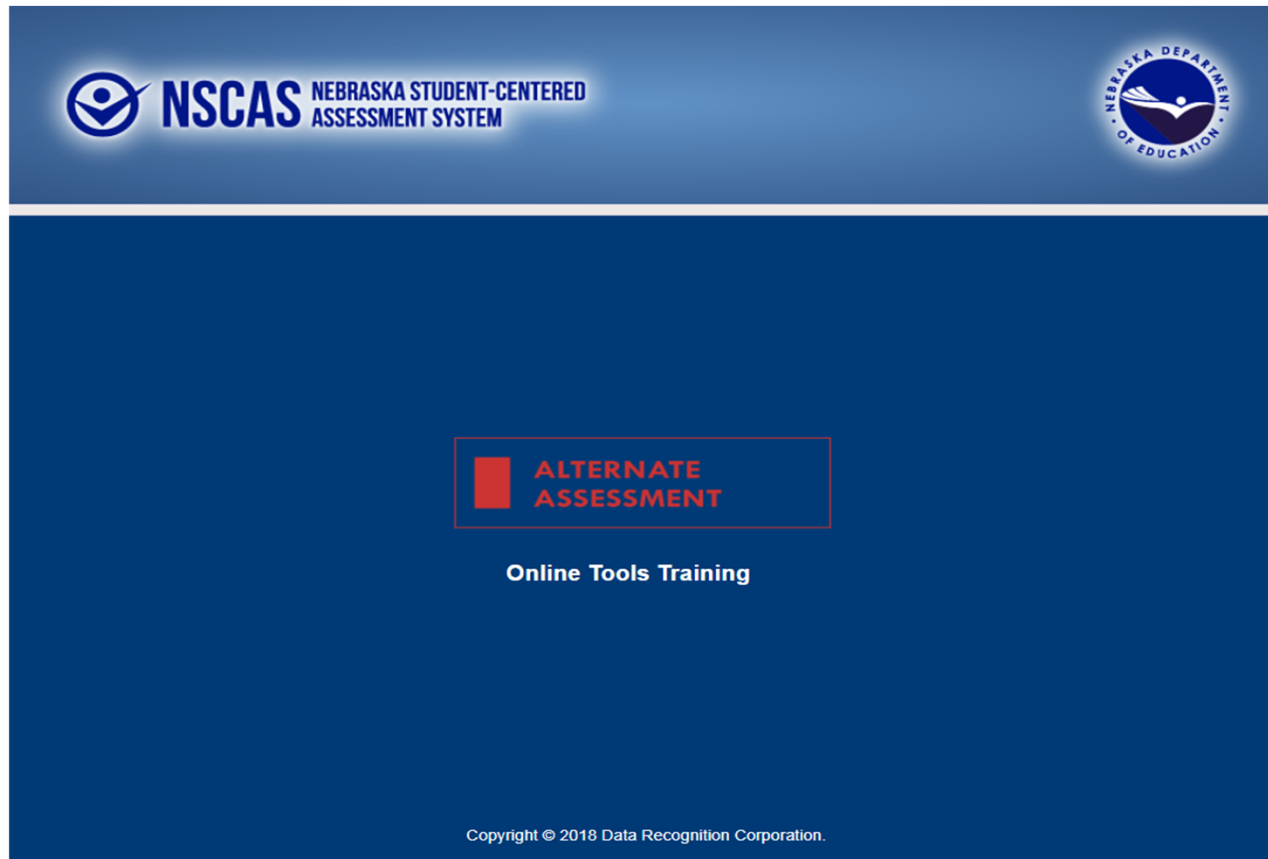 NSCAS NEBRASKA STUDENT-CENTERED
ASSESSMENT SYSTEM
NEBRASKA DEPARTMENT
· OF EDUCATION ·
ALTERNATE
ASSESSMENT
Online Tools Training
Copyright © 2018 Data Recognition Corporation.